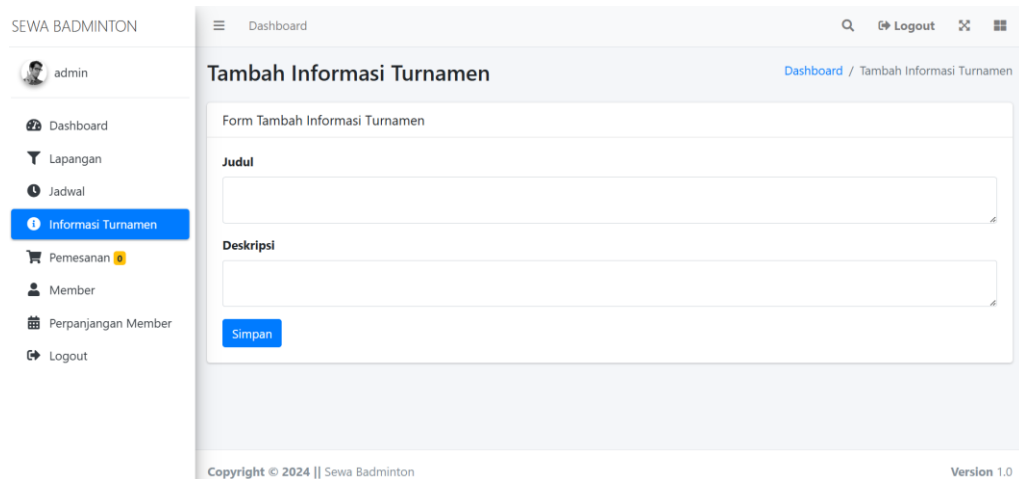 SEWA BADMINTON
admin
Dashboard
Lapangan
Jadwal
Informasi Turnamen
Pemesanan 0
Member
Perpanjangan Member
Logout
Dashboard
Logout
Tambah Informasi Turnamen
Dashboard / Tambah Informasi Turnamen
Form Tambah Informasi Turnamen
Judul
Deskripsi
Simpan
Copyright © 2024 || Sewa Badminton
Version 1.0